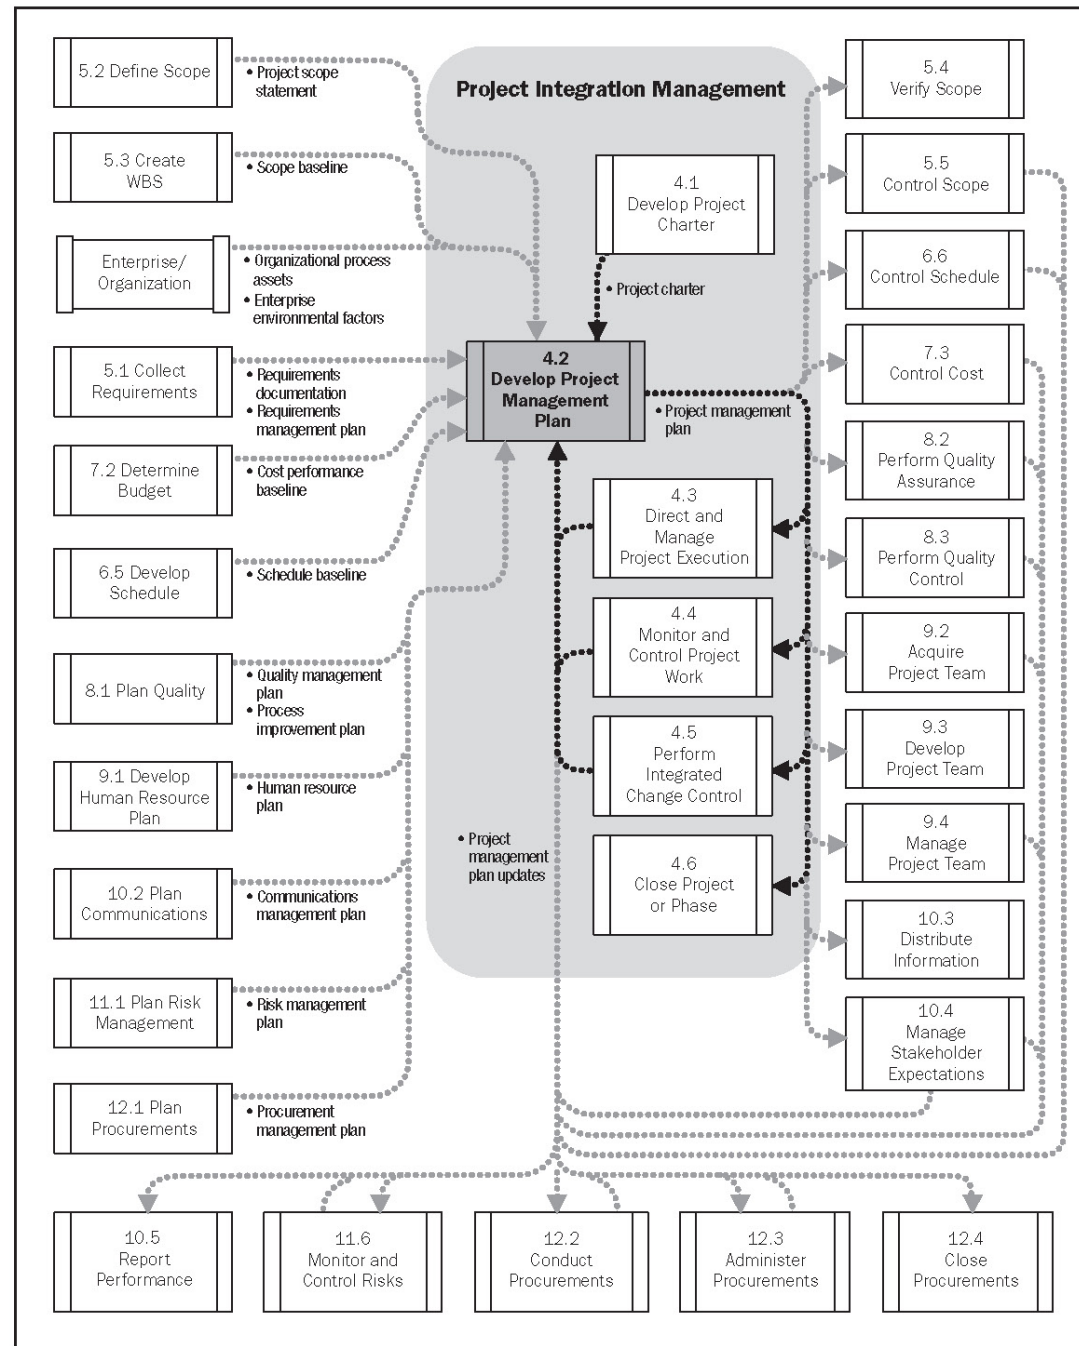 5.2 Define Scope
• Project scope
statement
5.3 Create
WBS
• Scope baseline
Enterprise/
Organization
• Organizational process
assets
• Enterprise
environmental factors
5.1 Collect
Requirements
• Requirements
documentation
• Requirements
management plan
7.2 Determine
Budget
• Cost performance
baseline
6.5 Develop
Schedule
• Schedule baseline
8.1 Plan Quality
• Quality management
plan
• Process
improvement plan
9.1 Develop
Human Resource
Plan
• Human resource
plan
10.2 Plan
Communications
• Communications
management plan
11.1 Plan Risk
Management
• Risk management
plan
12.1 Plan
Procurements
• Procurement
management plan
Project Integration Management
4.1
Develop Project
Charter
• Project charter
4.2
Develop Project
Management
Plan
• Project management
plan
4.3
Direct and
Manage
Project Execution
4.4
Monitor and
Control Project
Work
4.5
Perform
Integrated
Change Control
• Project
management
plan updates
4.6
Close Project
or Phase
5.4
Verify Scope
5.5
Control Scope
6.6
Control Schedule
7.3
Control Cost
8.2
Perform Quality
Assurance
8.3
Perform Quality
Control
9.2
Acquire
Project Team
9.3
Develop
Project Team
9.4
Manage
Project Team
10.3
Distribute
Information
10.4
Manage
Stakeholder
Expectations
10.5
Report
Performance
11.6
Monitor and
Control Risks
12.2
Conduct
Procurements
12.3
Administer
Procurements
12.4
Close
Procurements